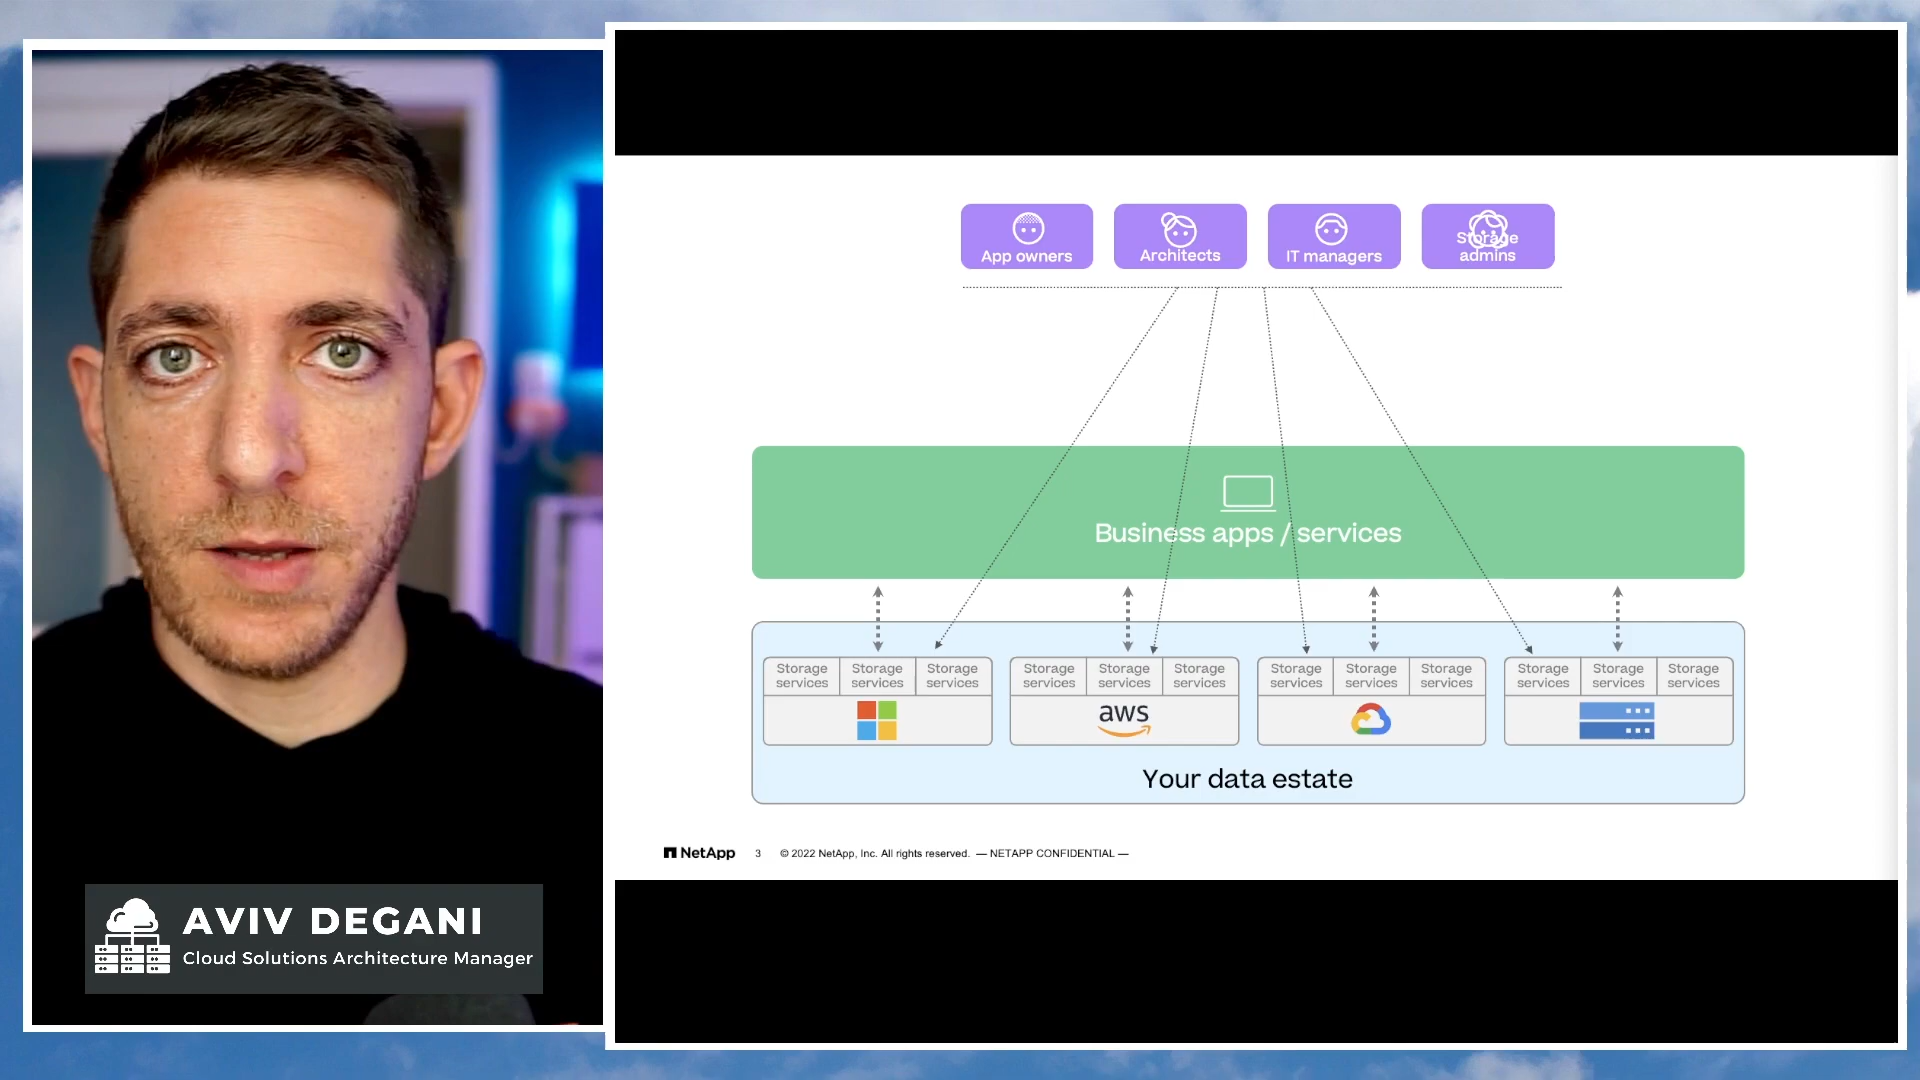 App owners
Architects
IT managers
Storage
admins
Business apps / services
Storage
services
Storage
services
Storage
services
Storage
services
Storage
services
Storage
services
Storage
services
Storage
services
Storage
services
Storage
services
Storage
services
Storage
services
aws
Your data estate
NetApp 3 © 2022 NetApp, Inc. All rights reserved. — NETAPP CONFIDENTIAL —
AVIV DEGANI
Cloud Solutions Architecture Manager